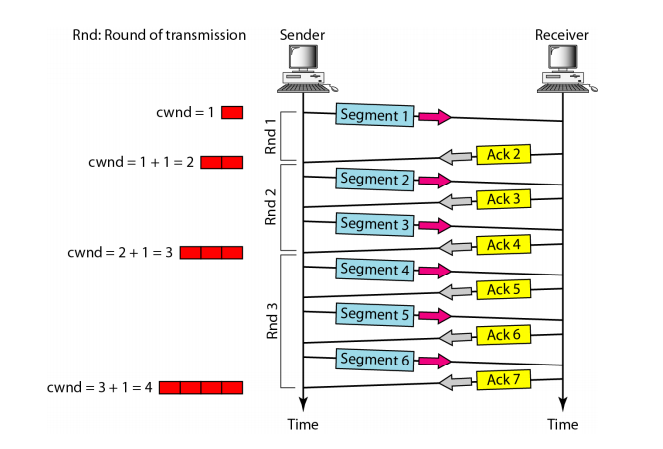 Rnd: Round of transmission
Sender
Receiver
cwnd = 1
Rnd 1
Segment 1
Ack 2
cwnd = 1 + 1 = 2
Rnd 2
Segment 2
Ack 3
Segment 3
Ack 4
cwnd = 2 + 1 = 3
Rnd 3
Segment 4
Ack 5
Segment 5
Ack 6
Segment 6
Ack 7
cwnd = 3 + 1 = 4
Time
Time